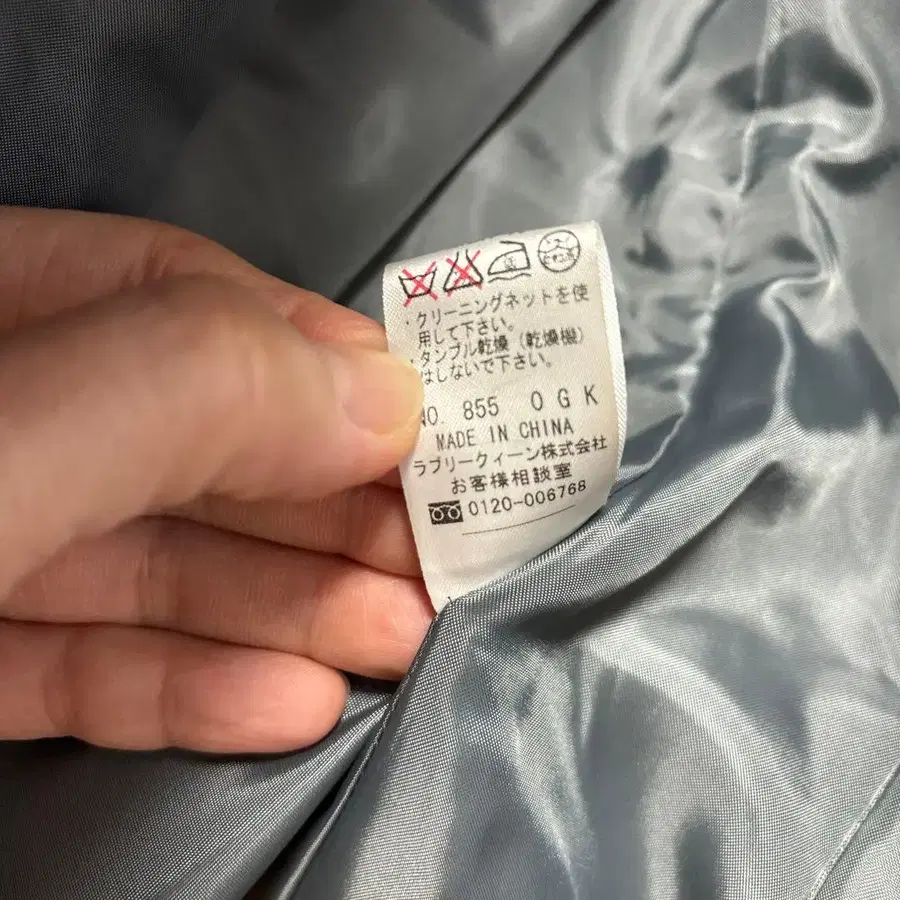 ・クリーニングネットを使
用して下さい。
・タンブル乾燥（乾燥機）
はしないで下さい。
NO. 855 OGK
MADE IN CHINA
ラブリークィーン株式会社
お客様相談室
0120-006768